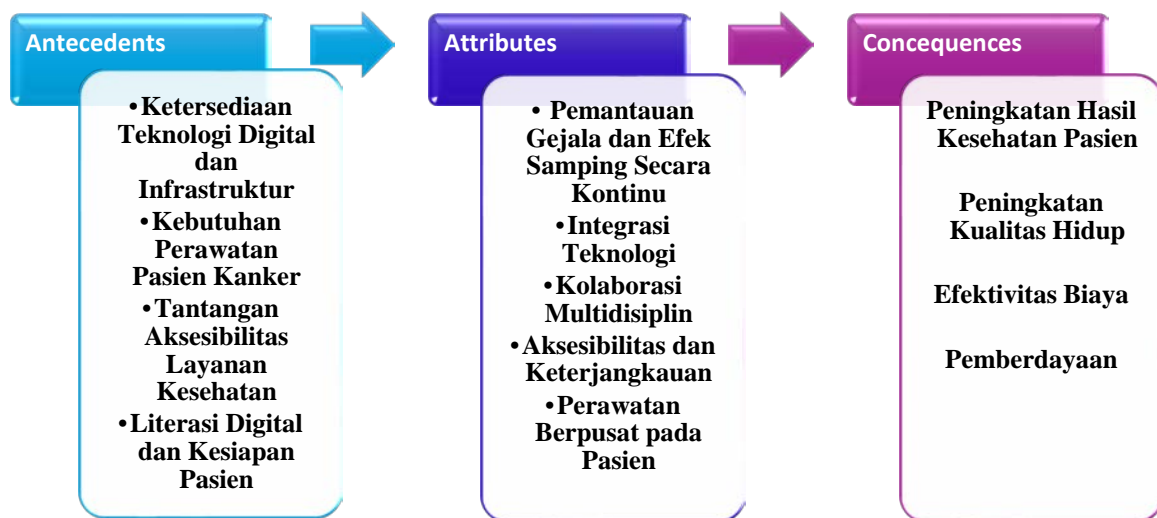 Antecedents
•Ketersediaan
Teknologi Digital
dan
Infrastruktur
•Kebutuhan
Perawatan
Pasien Kanker
•Tantangan
Aksesibilitas
Layanan
Kesehatan
•Literasi Digital
dan Kesiapan
Pasien
Attributes
• Pemantauan
Gejala dan Efek
Samping Secara
Kontinu
•Integrasi
Teknologi
•Kolaborasi
Multidisiplin
•Aksesibilitas dan
Keterjangkauan
•Perawatan
Berpusat pada
Pasien
Concequences
Peningkatan Hasil
Kesehatan Pasien
Peningkatan
Kualitas Hidup
Efektivitas Biaya
Pemberdayaan